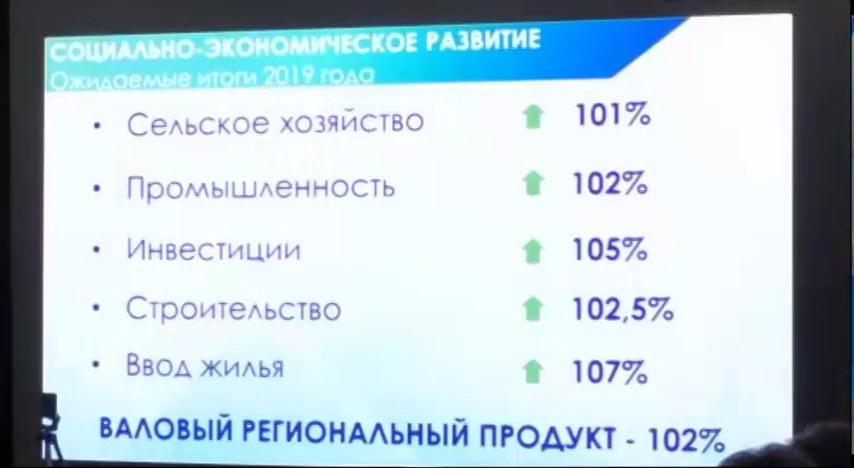 СОЦИАЛЬНО-ЭКОНОМИЧЕСКОЕ РАЗВИТИЕ
Ожидаемые итоги 2019 года
• Сельское хозяйство 101%
• Промышленность 102%
• Инвестиции 105%
• Строительство 102,5%
• Ввод жилья 107%
ВАЛОВЫЙ РЕГИОНАЛЬНЫЙ ПРОДУКТ - 102%